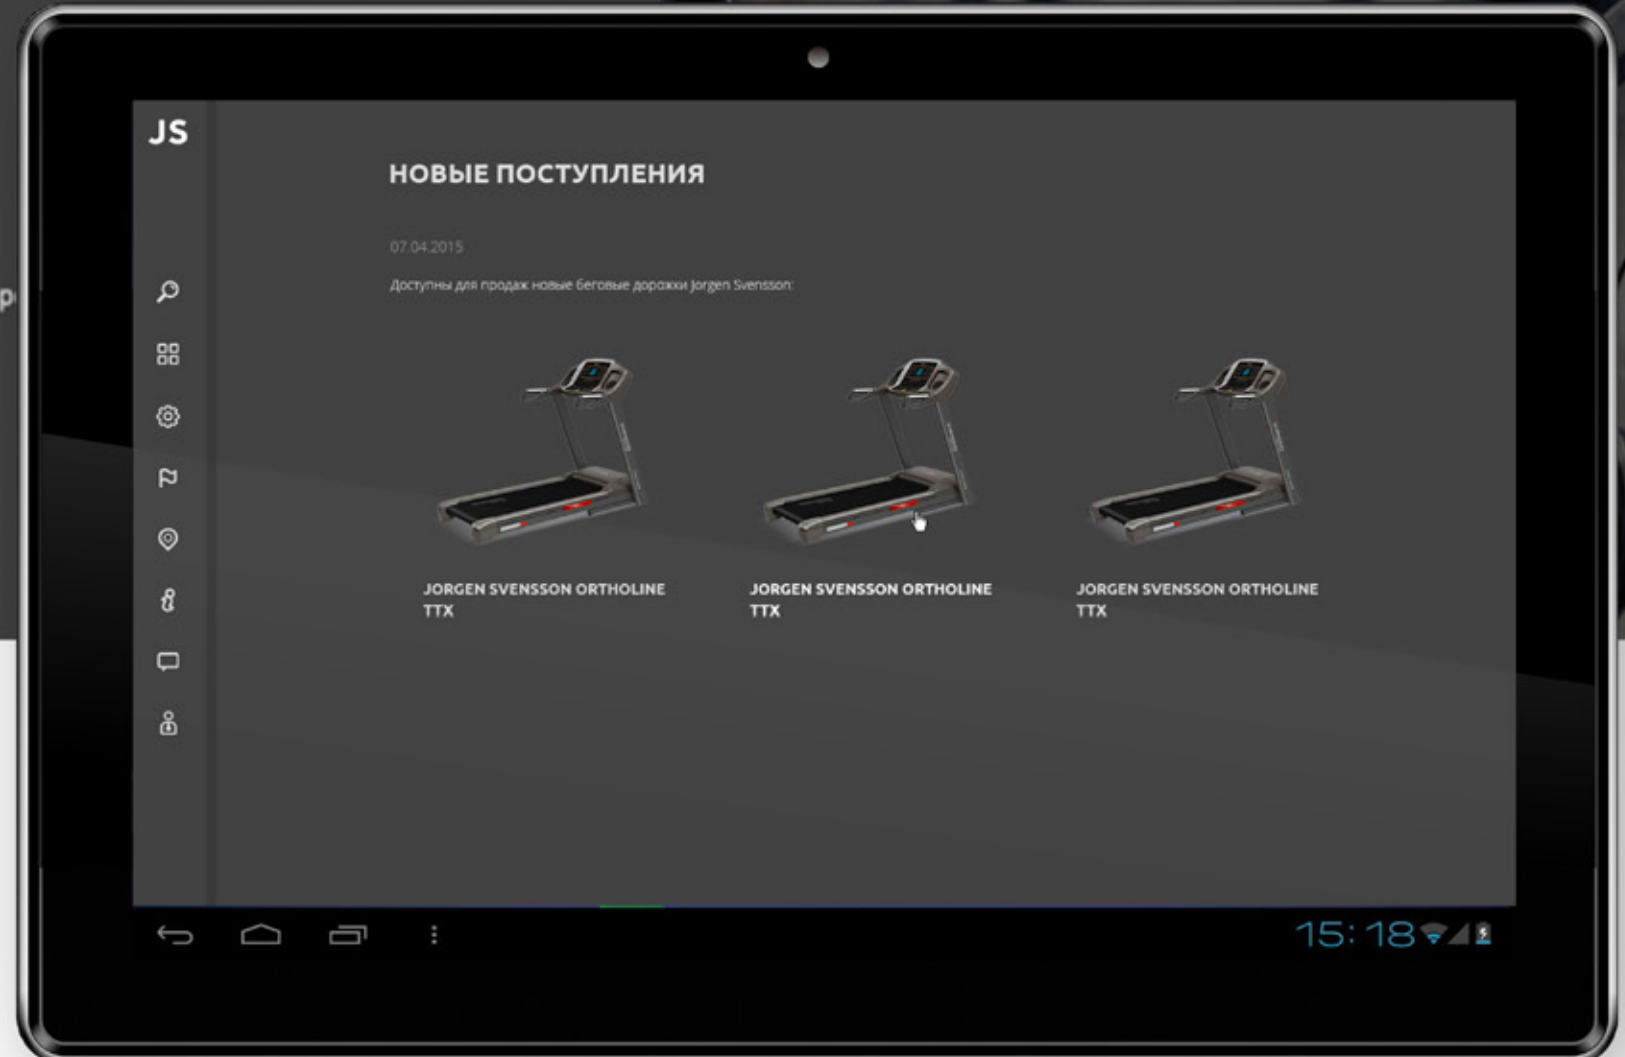 JS
НОВЫЕ ПОСТУПЛЕНИЯ
07.04.2015
Доступны для продаж новые беговые дорожки Jorgen Svensson:
JORGEN SVENSSON ORTHOLINE
TTX
JORGEN SVENSSON ORTHOLINE
TTX
JORGEN SVENSSON ORTHOLINE
TTX
15:18